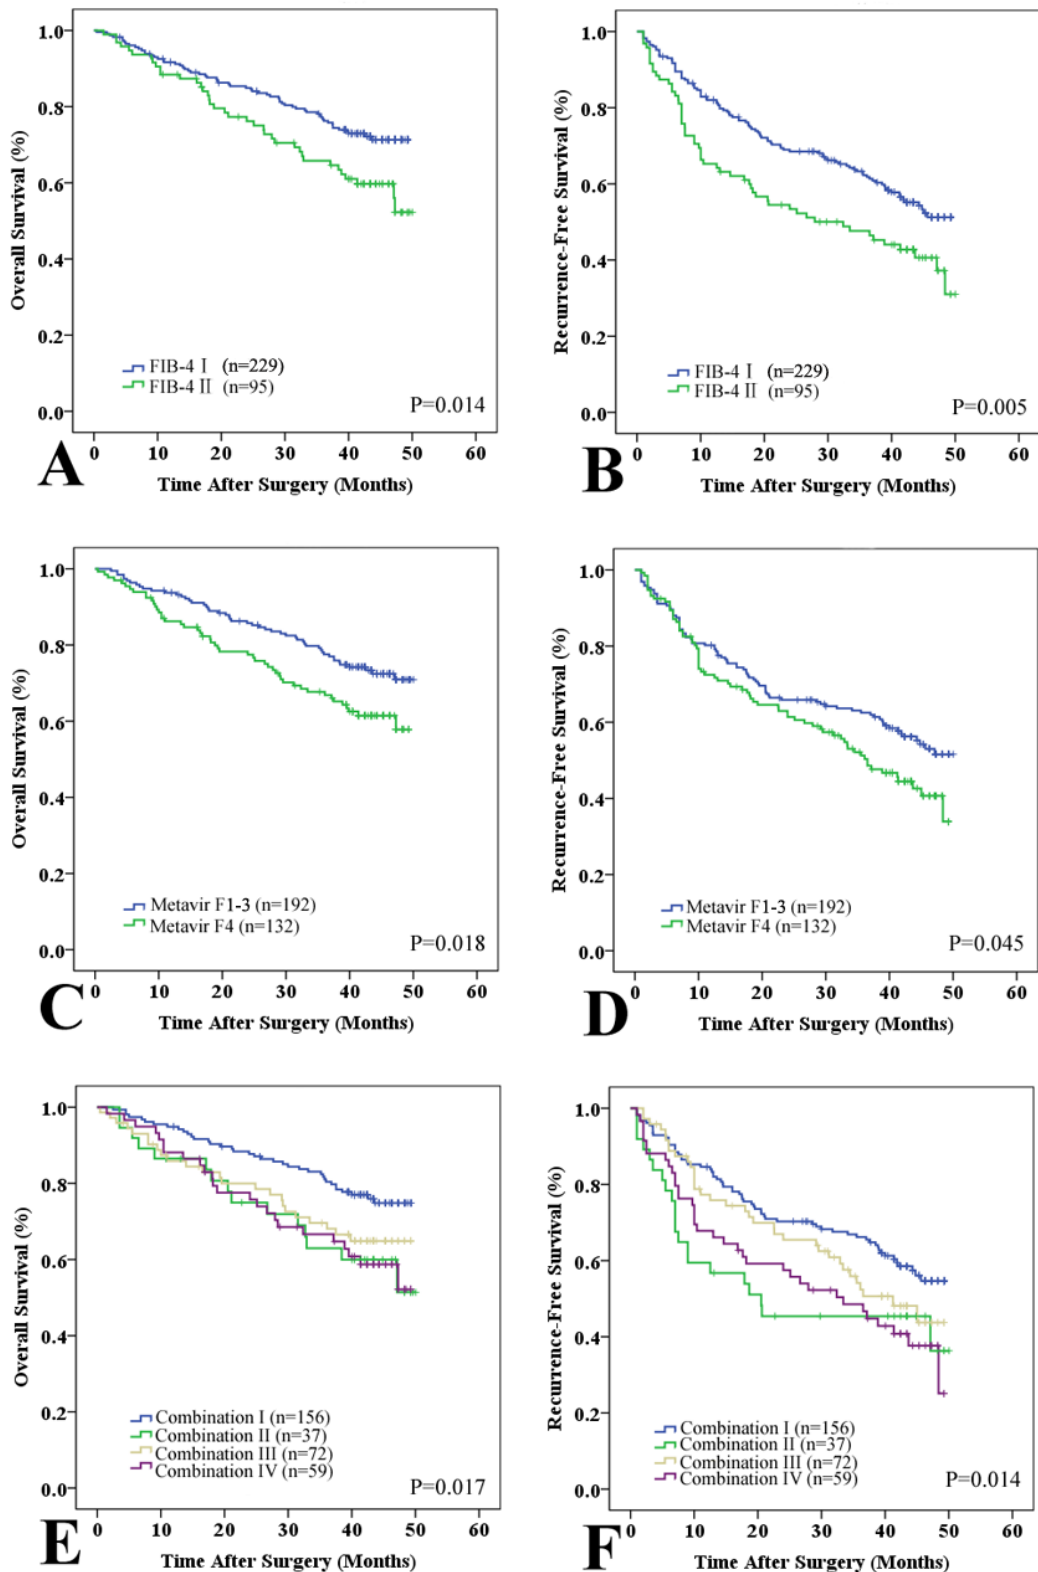 Overall Survival (%)
1.0
0.8
0.6
0.4
0.2
0.0
FIB-4 I (n=229)
FIB-4 II (n=95)
P=0.014
0 10 20 30 40 50 60
Time After Surgery (Months)
A
Recurrence-Free Survival (%)
1.0
0.8
0.6
0.4
0.2
0.0
FIB-4 I (n=229)
FIB-4 II (n=95)
P=0.005
0 10 20 30 40 50 60
Time After Surgery (Months)
B
Overall Survival (%)
1.0
0.8
0.6
0.4
0.2
0.0
Metavir F1-3 (n=192)
Metavir F4 (n=132)
P=0.018
0 10 20 30 40 50 60
Time After Surgery (Months)
C
Recurrence-Free Survival (%)
1.0
0.8
0.6
0.4
0.2
0.0
Metavir F1-3 (n=192)
Metavir F4 (n=132)
P=0.045
0 10 20 30 40 50 60
Time After Surgery (Months)
D
Overall Survival (%)
1.0
0.8
0.6
0.4
0.2
0.0
Combination I (n=156)
Combination II (n=37)
Combination III (n=72)
Combination IV (n=59)
P=0.017
0 10 20 30 40 50 60
Time After Surgery (Months)
E
Recurrence-Free Survival (%)
1.0
0.8
0.6
0.4
0.2
0.0
Combination I (n=156)
Combination II (n=37)
Combination III (n=72)
Combination IV (n=59)
P=0.014
0 10 20 30 40 50 60
Time After Surgery (Months)
F